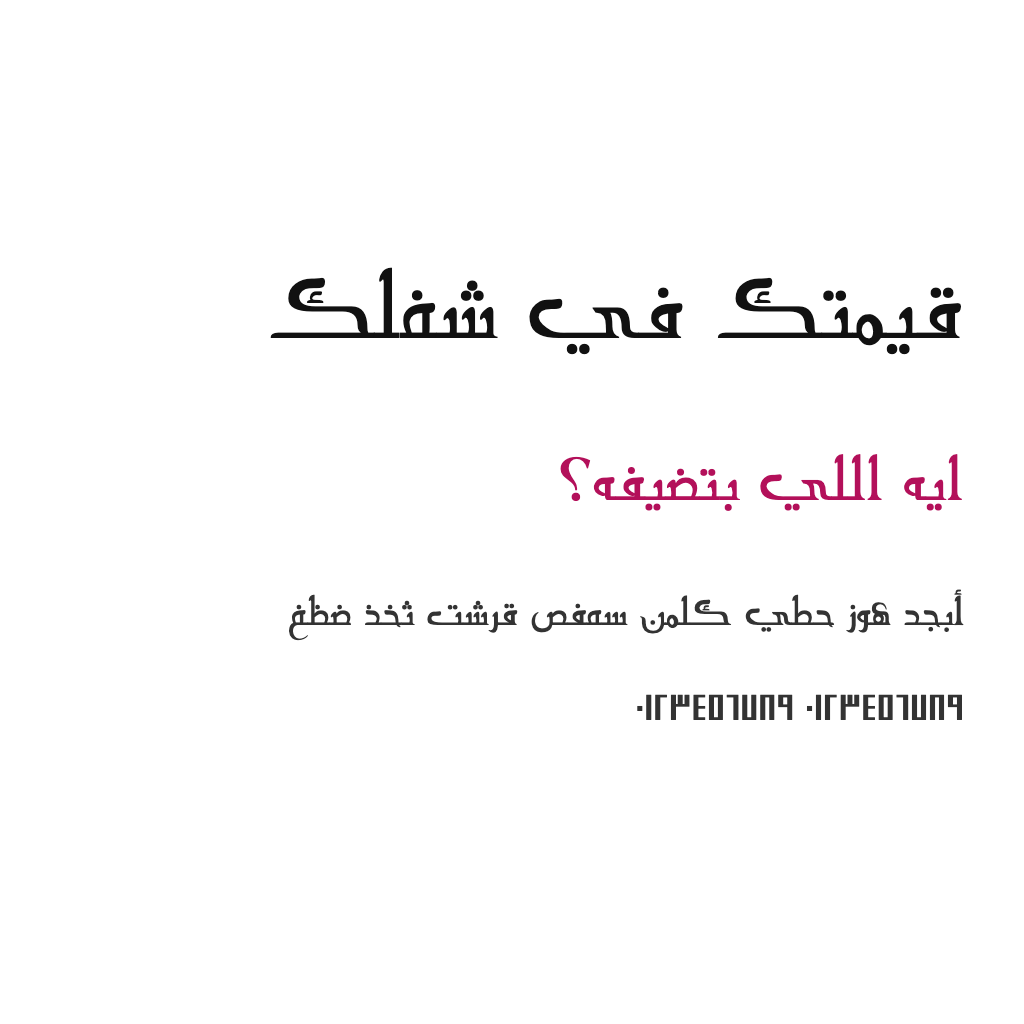 قيمتك في شغلك
ايه اللي بتضيفه؟
أبجد هوز حطي كلمن سعفص قرشت ثخذ ضظغ
٠١٢٣٤٥٦٧٨٩ ٠١٢٣٤٥٦٧٨٩